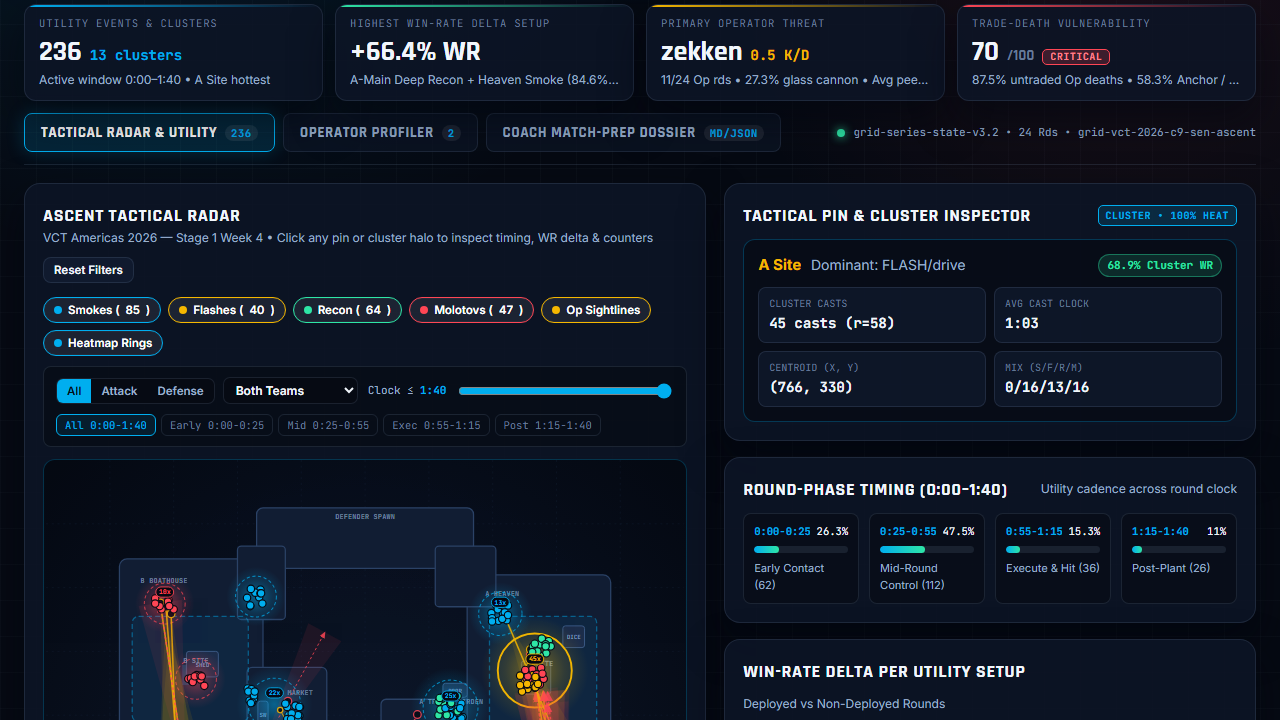 UTILITY EVENTS & CLUSTERS
236 13 clusters
Active window 0:00–1:40 • A Site hottest
HIGHEST WIN-RATE DELTA SETUP
+66.4% WR
A-Main Deep Recon + Heaven Smoke (84.6%...
PRIMARY OPERATOR THREAT
zekken 0.5 K/D
11/24 Op rds • 27.3% glass cannon • Avg pee...
TRADE-DEATH VULNERABILITY
70 /100 CRITICAL
87.5% untraded Op deaths • 58.3% Anchor / ...
TACTICAL RADAR & UTILITY 236
OPERATOR PROFILER 2
COACH MATCH-PREP DOSSIER MD/JSON
grid-series-state-v3.2 • 24 Rds • grid-vct-2026-c9-sen-ascent
ASCENT TACTICAL RADAR
VCT Americas 2026 — Stage 1 Week 4 • Click any pin or cluster halo to inspect timing, WR delta & counters
Reset Filters
Smokes ( 85 )
Flashes ( 40 )
Recon ( 64 )
Molotovs ( 47 )
Op Sightlines
Heatmap Rings
All Attack Defense
Both Teams
Clock ≤ 1:40
All 0:00-1:40
Early 0:00-0:25
Mid 0:25-0:55
Exec 0:55-1:15
Post 1:15-1:40
DEFENDER SPAWN
B BOATHOUSE
18x
A-HEAVEN
13x
DICE
45x
B SITE
22x
MARKET
25x
TACTICAL PIN & CLUSTER INSPECTOR
CLUSTER • 100% HEAT
A Site Dominant: FLASH/drive
68.9% Cluster WR
CLUSTER CASTS
45 casts (r=58)
AVG CAST CLOCK
1:03
CENTROID (X, Y)
(766, 330)
MIX (S/F/R/M)
0/16/13/16
ROUND-PHASE TIMING (0:00–1:40)
Utility cadence across round clock
0:00-0:25 26.3%
Early Contact
(62)
0:25-0:55 47.5%
Mid-Round
Control (112)
0:55-1:15 15.3%
Execute & Hit (36)
1:15-1:40 11%
Post-Plant (26)
WIN-RATE DELTA PER UTILITY SETUP
Deployed vs Non-Deployed Rounds